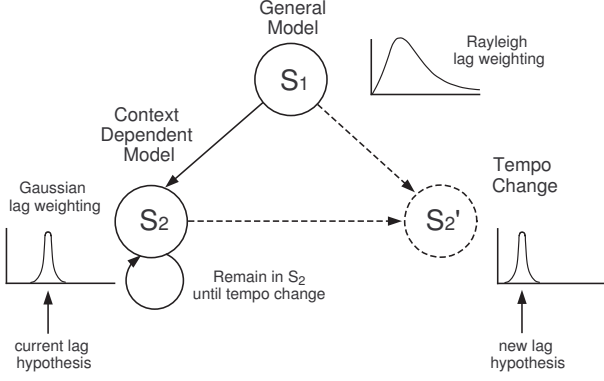 General
Model
S1
Rayleigh
lag weighting
Context
Dependent
Model
Tempo
Change
Gaussian
lag weighting
S2
S2'
Remain in S2
until tempo change
current lag
hypothesis
new lag
hypothesis